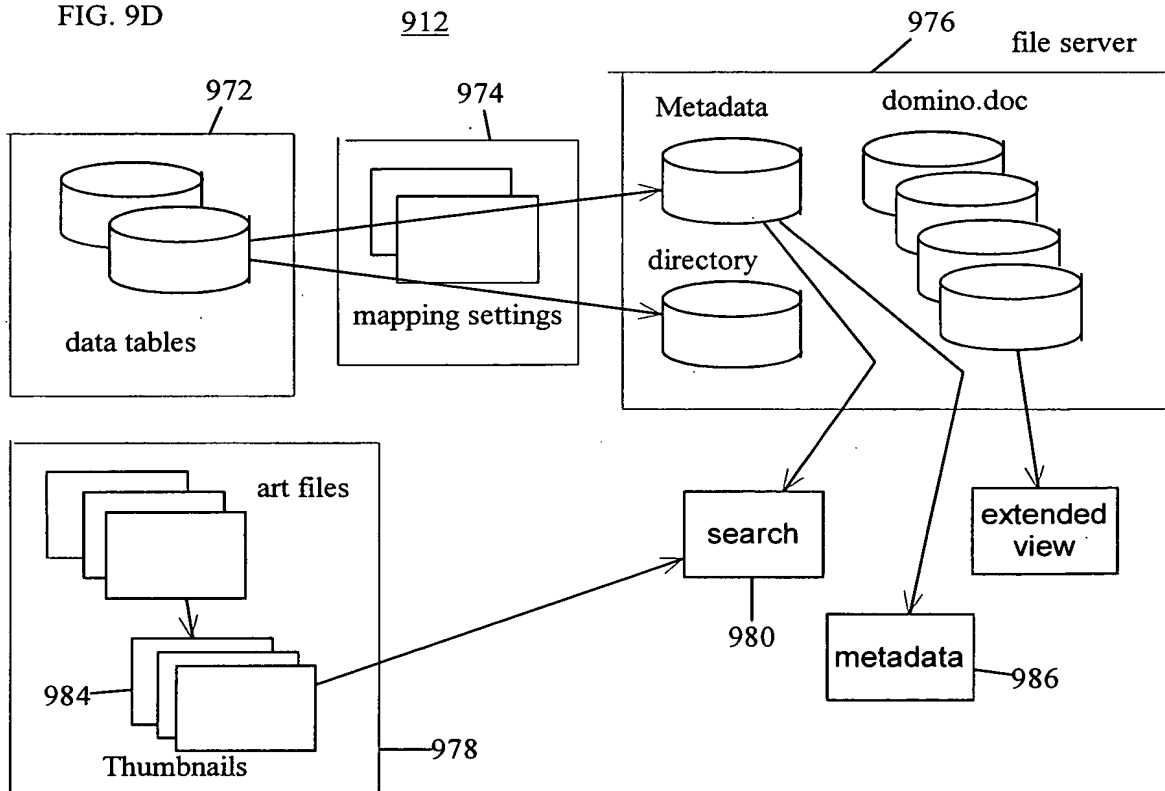 FIG. 9D
912
976
file server
972
974
Metadata
domino.doc
directory
mapping settings
data tables
art files
search
extended
view
980
metadata
986
984
978
Thumbnails